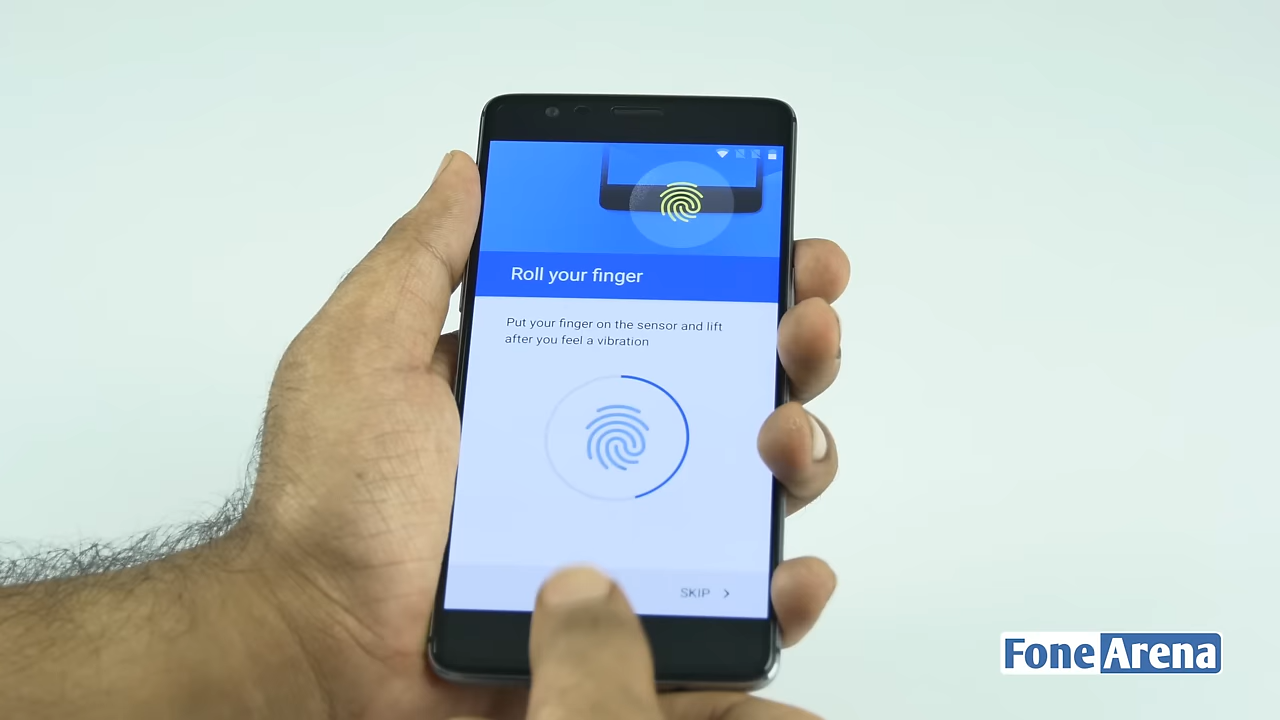 Roll your finger
Put your finger on the sensor and lift
after you feel a vibration
SKIP
FoneArena